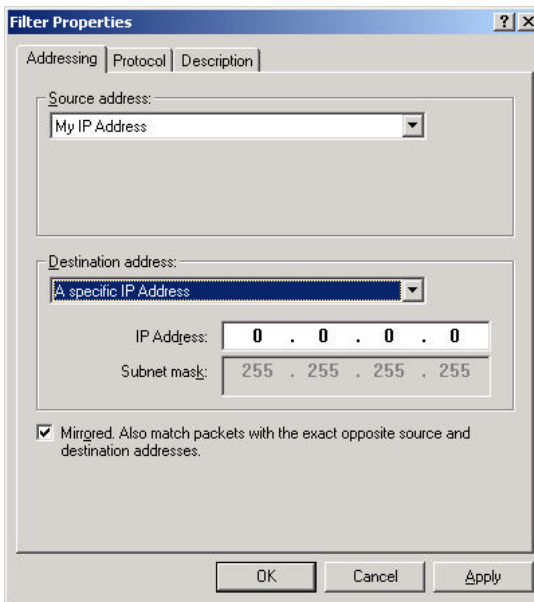 Filter Properties
Addressing Protocol Description
Source address:
My IP Address
Destination address:
A specific IP Address
IP Address: 0 . 0 . 0 . 0
Subnet mask: 255 . 255 . 255 . 255
Mirrored. Also match packets with the exact opposite source and
destination addresses.
OK Cancel Apply